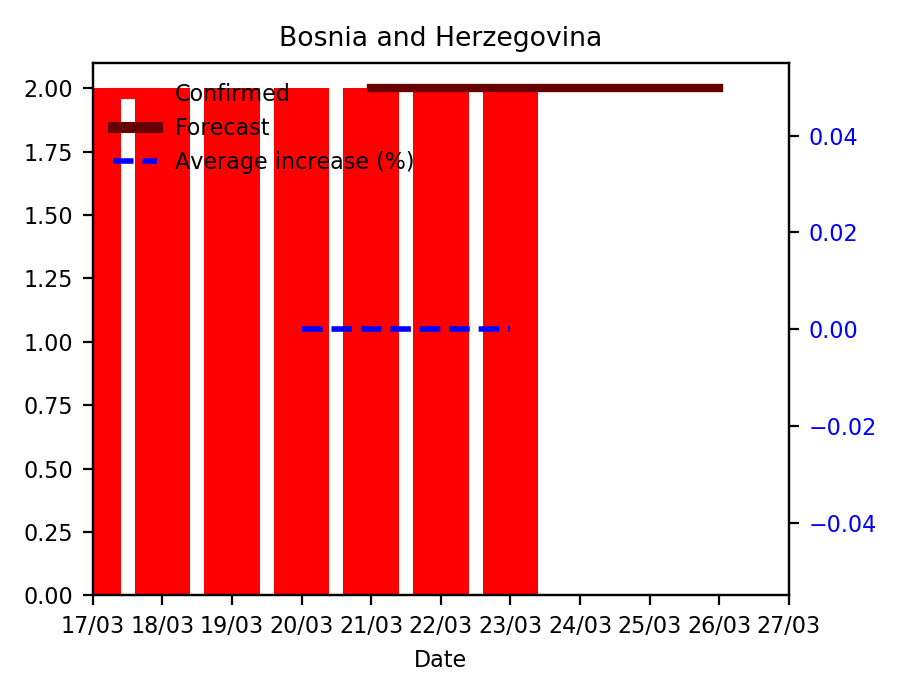 Bosnia and Herzegovina
2.00
1.75
1.50
1.25
1.00
0.75
0.50
0.25
0.00
Confirmed
Forecast
Average increase (%)
0.04
0.02
0.00
−0.02
−0.04
17/03 18/03 19/03 20/03 21/03 22/03 23/03 24/03 25/03 26/03 27/03
Date